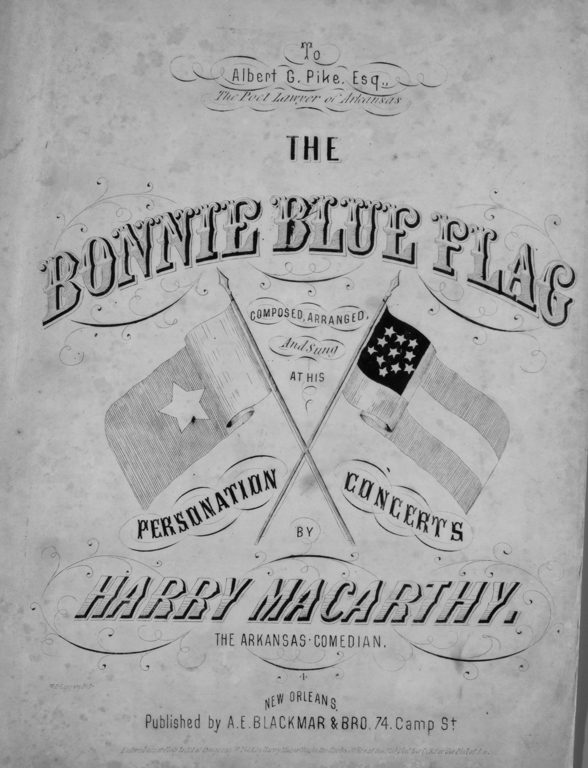 To
Albert G. Pike. Esq.,
The Poet Lawyer of Arkansas
THE
BONNIE BLUE FLAG
COMPOSED, ARRANGED,
And Sung
AT HIS
PERSONATION CONCERTS
BY
HARRY MACARTHY.
THE ARKANSAS-COMEDIAN.
NEW ORLEANS,
Published by A.E. BLACKMAR & BRO. 74. Camp St